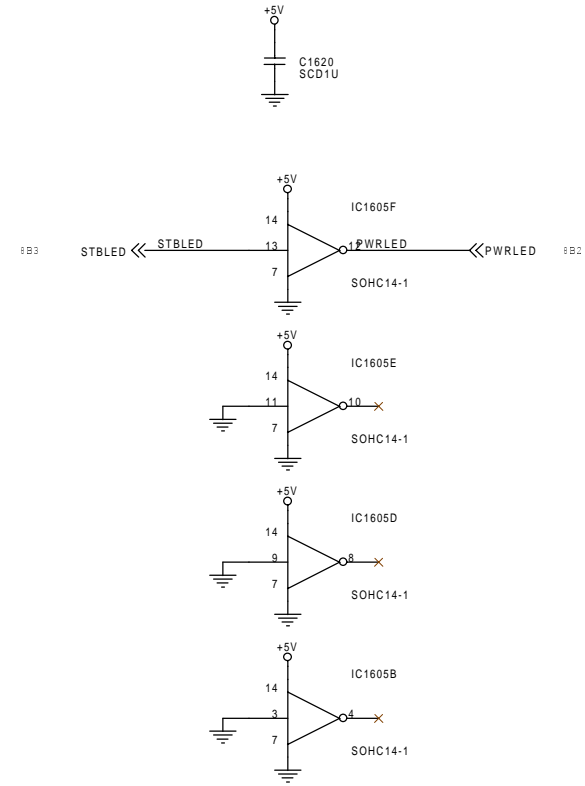 +5V
C1620
SCD1U
+5V
IC1605F
14
8B3 STBLED STBLED 13 12 PWRLED PWRLED 8B2
7
SOHC14-1
+5V
IC1605E
14
11 10
7
SOHC14-1
+5V
IC1605D
14
9 8
7
SOHC14-1
+5V
IC1605B
14
3 4
7
SOHC14-1